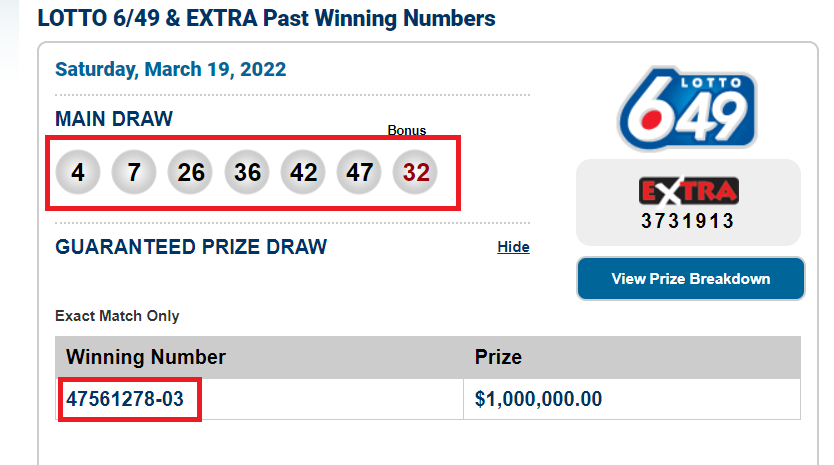 LOTTO 6/49 & EXTRA Past Winning Numbers
Saturday, March 19, 2022
MAIN DRAW
Bonus
4 7 26 36 42 47 32
GUARANTEED PRIZE DRAW
Hide
Exact Match Only
Winning Number Prize
47561278-03 $1,000,000.00
LOTTO
649
EXTRA
3731913
View Prize Breakdown